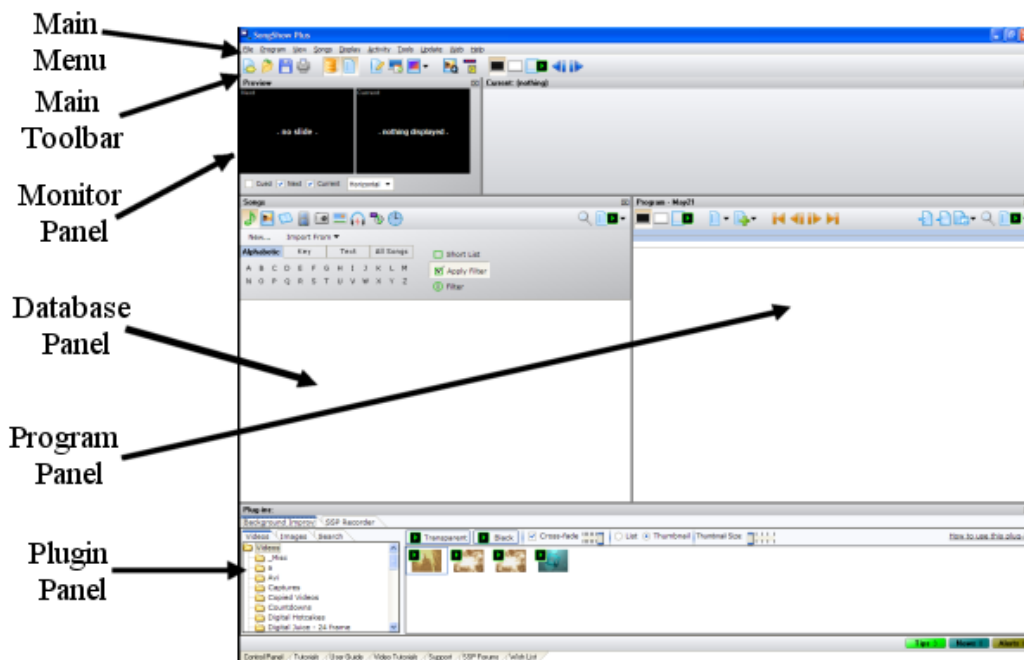 Main
Menu
Main
Toolbar
Monitor
Panel
Database
Panel
Program
Panel
Plugin
Panel
SongShow Plus
File Program View Songs Display Activity Tools Update Web Help
Preview
Current: (nothing)
Next
Current
. no slide .
. nothing displayed .
Cued Next Current Horizontal
Songs
Program - May21
New... Import From
Alphabetic Key Text All Songs
Short List
A B C D E F G H I J K L M
Apply Filter
N O P Q R S T U V W X Y Z
Filter
Plug-ins:
Background Improv SSP Recorder
Videos Images Search
Transparent Black Cross-fade List Thumbnail Thumbnail Size How to use this plug-
Videos
_Misc
a
Avi
Captures
Copied Videos
Countdowns
Digital Hotcakes
Digital Juice - 24 Frame
Tips News Alerts
Control Panel Tutorials User Guide Video Tutorials Support SSP Forums Wish List